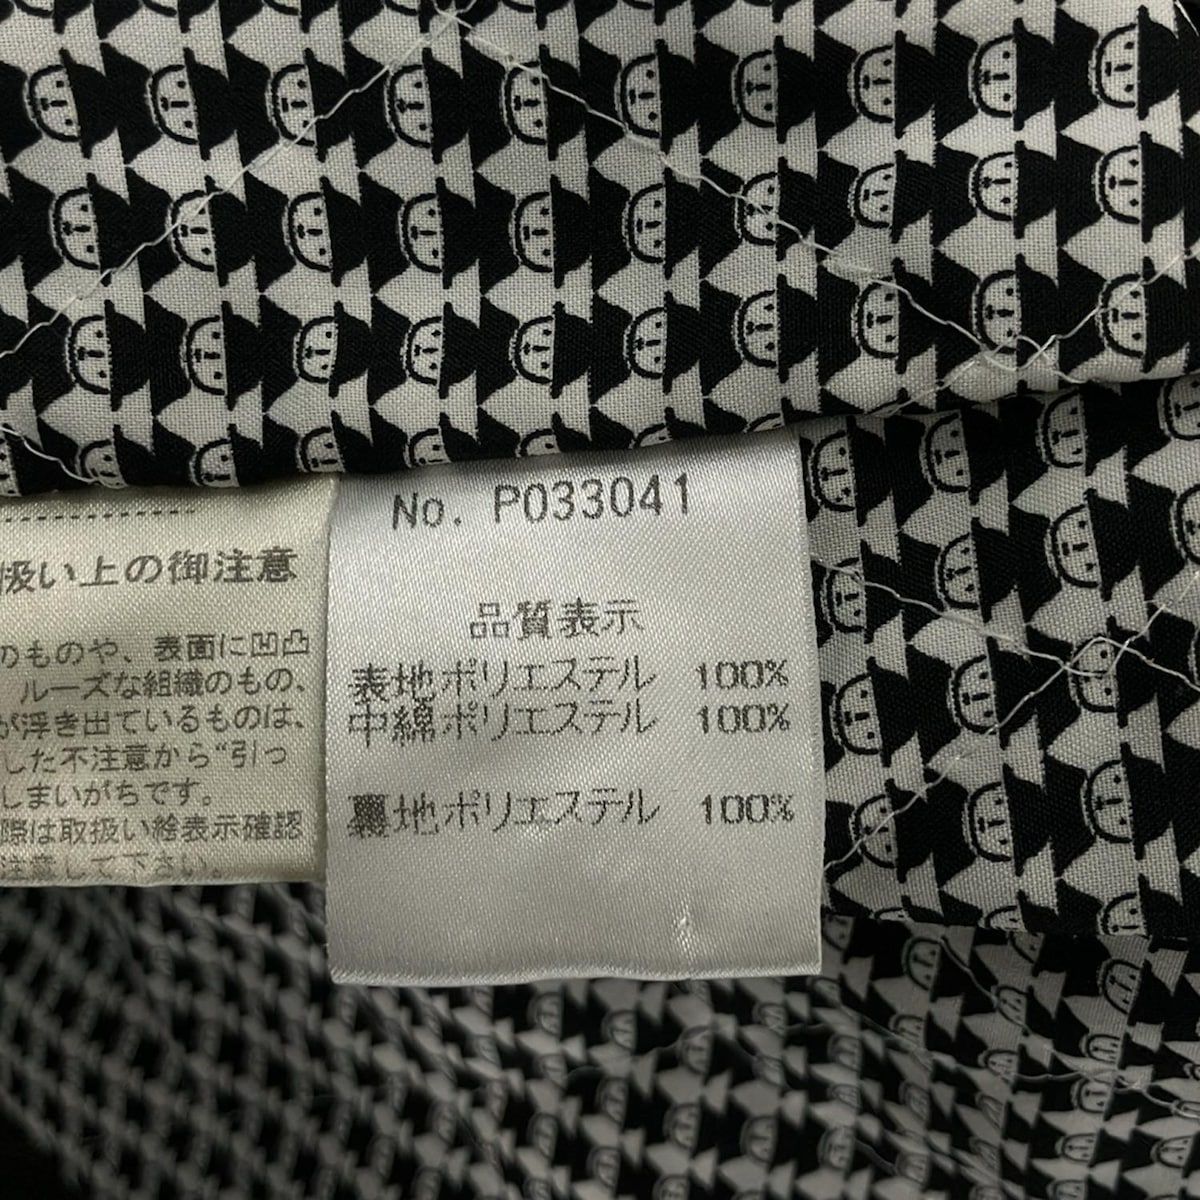 扱い上の御注意
のものや、表面に凹凸
ルーズな組織のもの、
が浮き出ているものは、
した不注意から“引っ
しまいがちです。
際は取扱い絵表示確認
注意して下さい。
No. P033041
品質表示
表地ポリエステル 100%
中綿ポリエステル 100%
裏地ポリエステル 100%